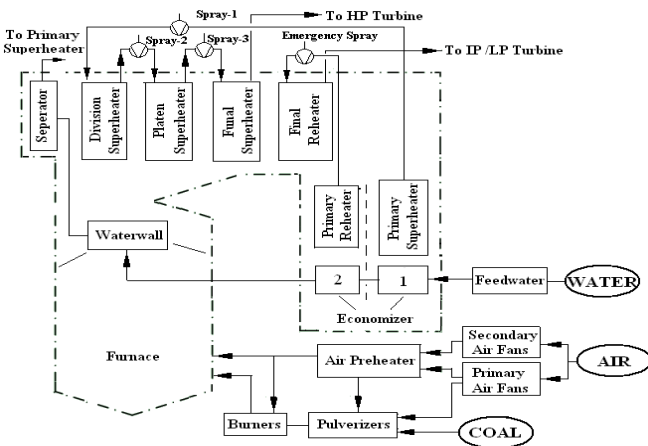 Spray-1
To HP Turbine
To Primary
Superheater
Spray-2
Spray-3
Emergency Spray
To IP /LP Turbine
Seperator
Division
Superheater
Platen
Superheater
Funal
Superheater
Final
Reheater
Primary
Reheater
Primary
Superheater
Waterwall
2
1
Feedwater
WATER
Economizer
Furnace
Air Preheater
Secondary
Air Fans
Primary
Air Fans
AIR
Burners
Pulverizers
COAL